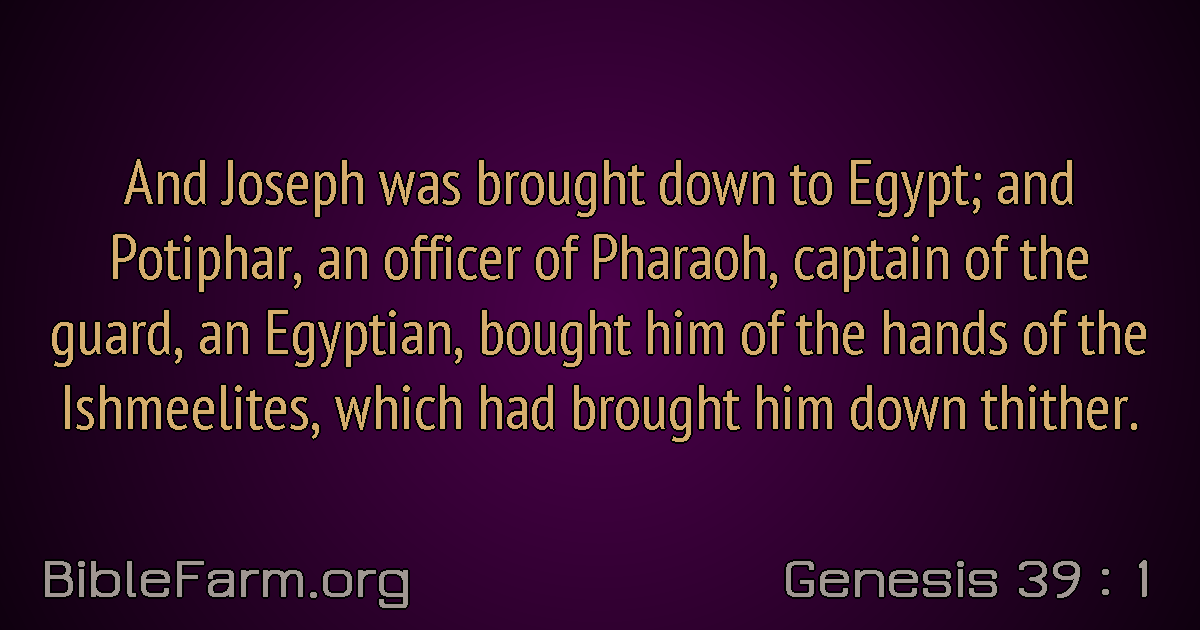 And Joseph was brought down to Egypt; and
Potiphar, an officer of Pharaoh, captain of the
guard, an Egyptian, bought him of the hands of the
Ishmeelites, which had brought him down thither.
BibleFarm.org
Genesis 39 : 1